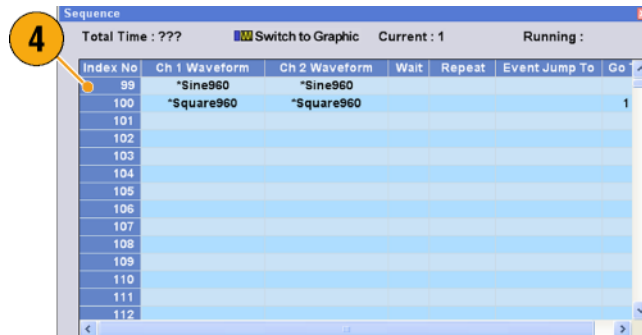 Sequence
4
Total Time : ??? Switch to Graphic Current : 1 Running :
Index No Ch 1 Waveform Ch 2 Waveform Wait Repeat Event Jump To Go T
99 *Sine960 *Sine960
100 *Square960 *Square960 1
101
102
103
104
105
106
107
108
109
110
111
112